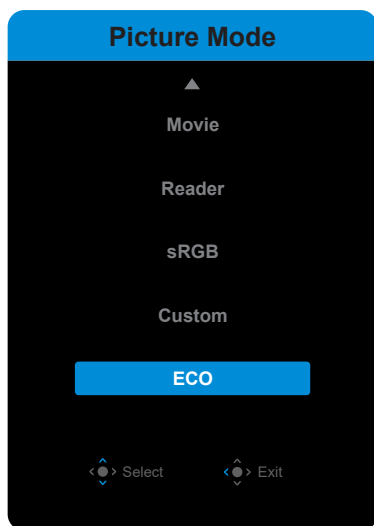 Picture Mode
Movie
Reader
sRGB
Custom
ECO
Select Exit